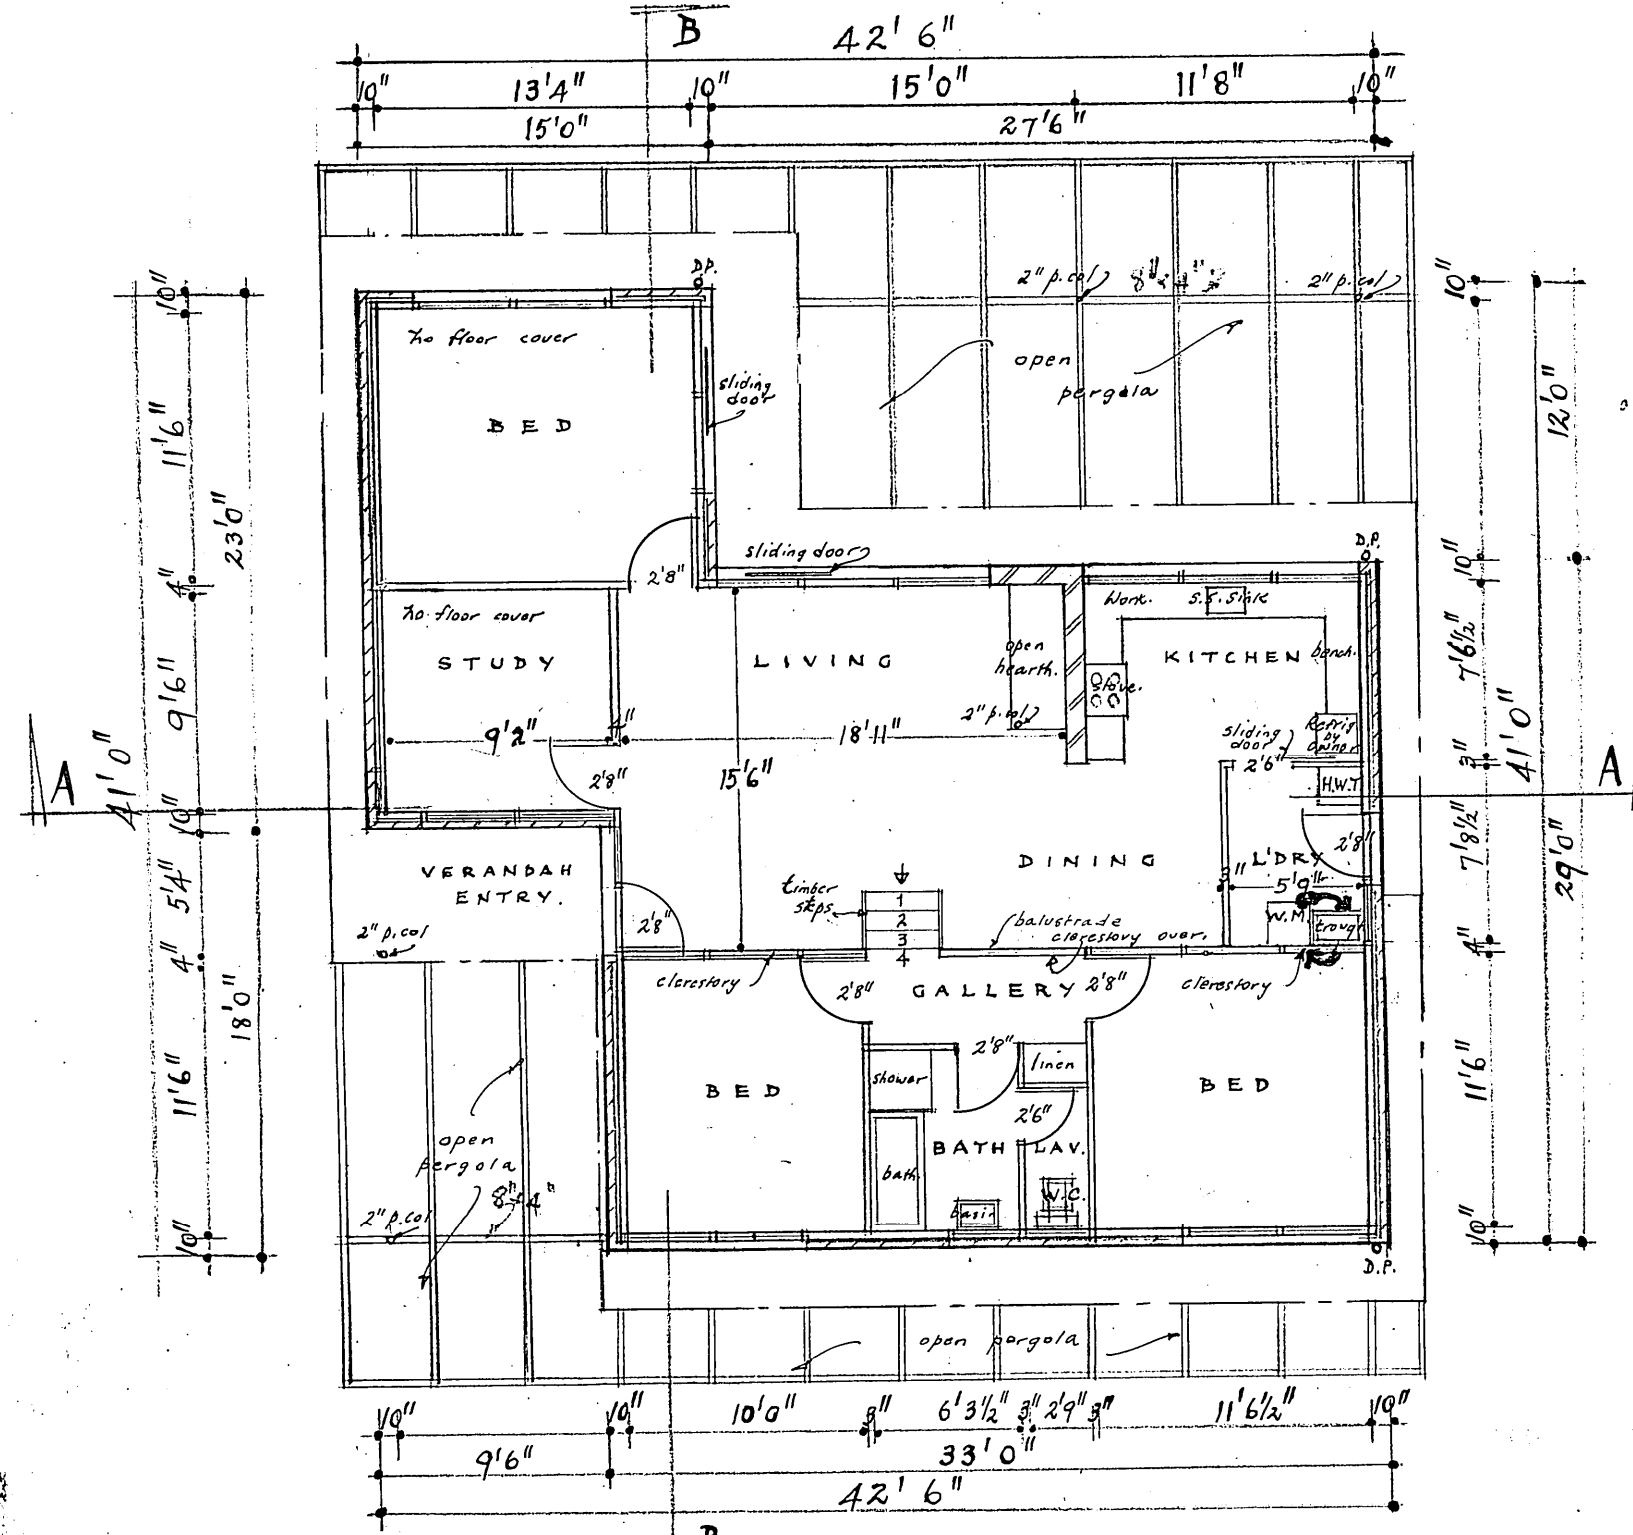 B
42' 6"
10" 13'4" 10" 15'0" 11'8" 10"
15'0" 27'6"
D.P.
2" p.col 2" p.col
no floor cover
open
pergola
sliding
door
BED
10"
11'6"
4"
23'0"
9'6"
41'0"
10"
5'4"
4"
18'0"
11'6"
10"
10"
12'0"
10"
7'6½"
3"
41'0"
7'8½"
29'0"
4"
11'6"
10"
sliding door
D.P.
2'8"
no floor cover
STUDY
LIVING
open
hearth.
Work. S.S. Sink
KITCHEN bench.
stove.
2" p.col
9'2" 4" 18'11"
sliding
door
Refrig
by
owner
2'6"
H.W.T
2'8"
15'6"
A A
VERANDAH
ENTRY.
DINING
L'DRY
2'8"
3" 5'9"
W.M.
trough
timber
steps
1
2
3
4
balustrade
clerestory over.
2" p.col
2'8"
clerestory
2'8" GALLERY 2'8"
clerestory
2'8"
linen
shower
BED
BED
2'6"
BATH LAV.
bath
W.C.
basin
open
pergola
8"x4"
2" p.col
D.P.
open pergola
10" 10" 10'0" 3" 6'3½" 3" 2'9" 3" 11'6½" 10"
9'6" 33'0"
42' 6"